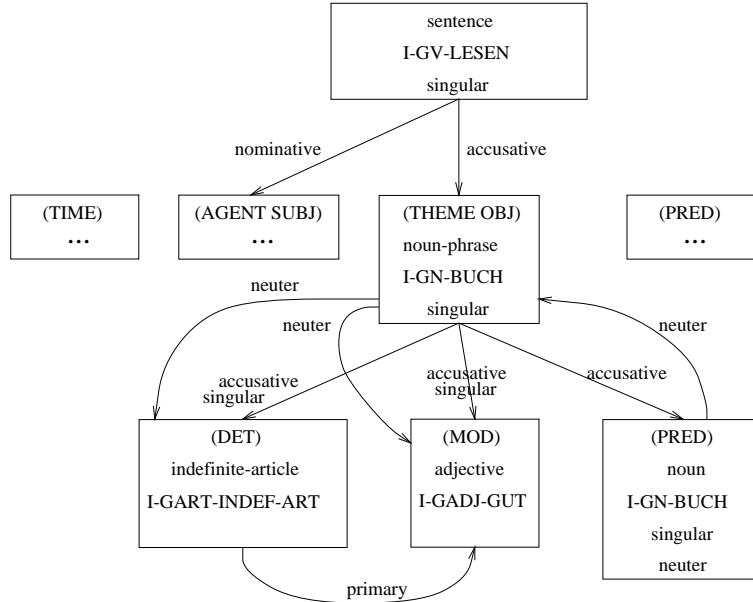 sentence
I-GV-LESEN
singular
nominative
accusative
(TIME)
...
(AGENT SUBJ)
...
(THEME OBJ)
noun-phrase
I-GN-BUCH
singular
(PRED)
...
neuter
neuter
neuter
accusative
singular
accusative
singular
accusative
(DET)
indefinite-article
I-GART-INDEF-ART
(MOD)
adjective
I-GADJ-GUT
(PRED)
noun
I-GN-BUCH
singular
neuter
primary